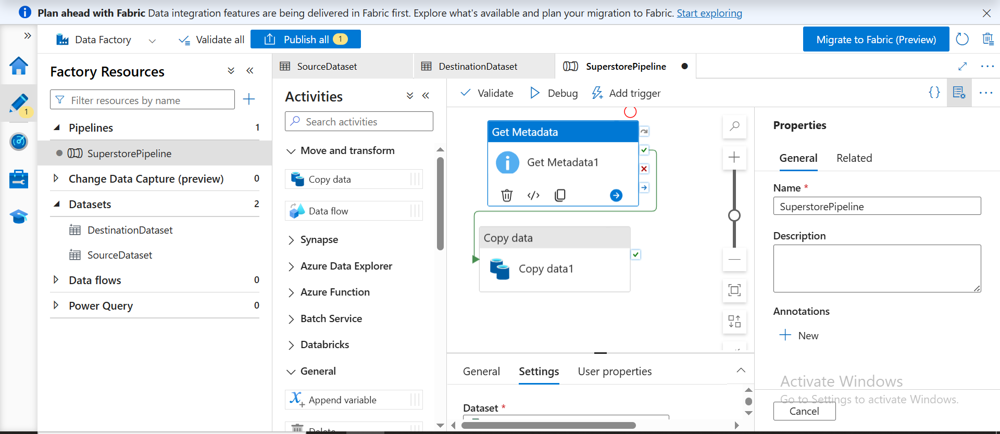 Plan ahead with Fabric Data integration features are being delivered in Fabric first. Explore what's available and plan your migration to Fabric. Start exploring
Data Factory
Validate all
Publish all 1
Migrate to Fabric (Preview)
1
Factory Resources
Filter resources by name
Pipelines 1
SuperstorePipeline
Change Data Capture (preview) 0
Datasets 2
DestinationDataset
SourceDataset
Data flows 0
Power Query 0
SourceDataset
DestinationDataset
SuperstorePipeline
Activities
Search activities
Move and transform
Copy data
Data flow
Synapse
Azure Data Explorer
Azure Function
Batch Service
Databricks
General
Append variable
Delete
Validate
Debug
Add trigger
Get Metadata
Get Metadata1
Copy data
Copy data1
General
Settings
User properties
Dataset *
Properties
General
Related
Name *
SuperstorePipeline
Description
Annotations
New
Activate Windows
Go to Settings to activate Windows.
Cancel